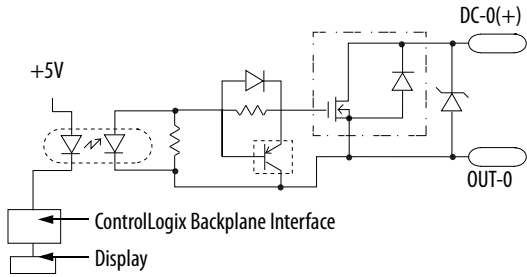 DC-0(+)
+5V
OUT-0
ControlLogix Backplane Interface
Display